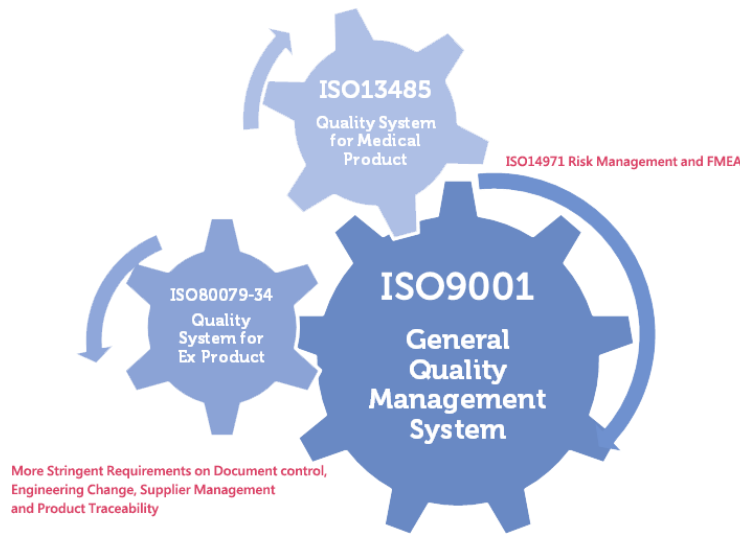 ISO13485
Quality System
for Medical
Product
ISO14971 Risk Management and FMEA
ISO9001
General
Quality
Management
System
ISO80079-34
Quality
System for
Ex Product
More Stringent Requirements on Document control,
Engineering Change, Supplier Management
and Product Traceability